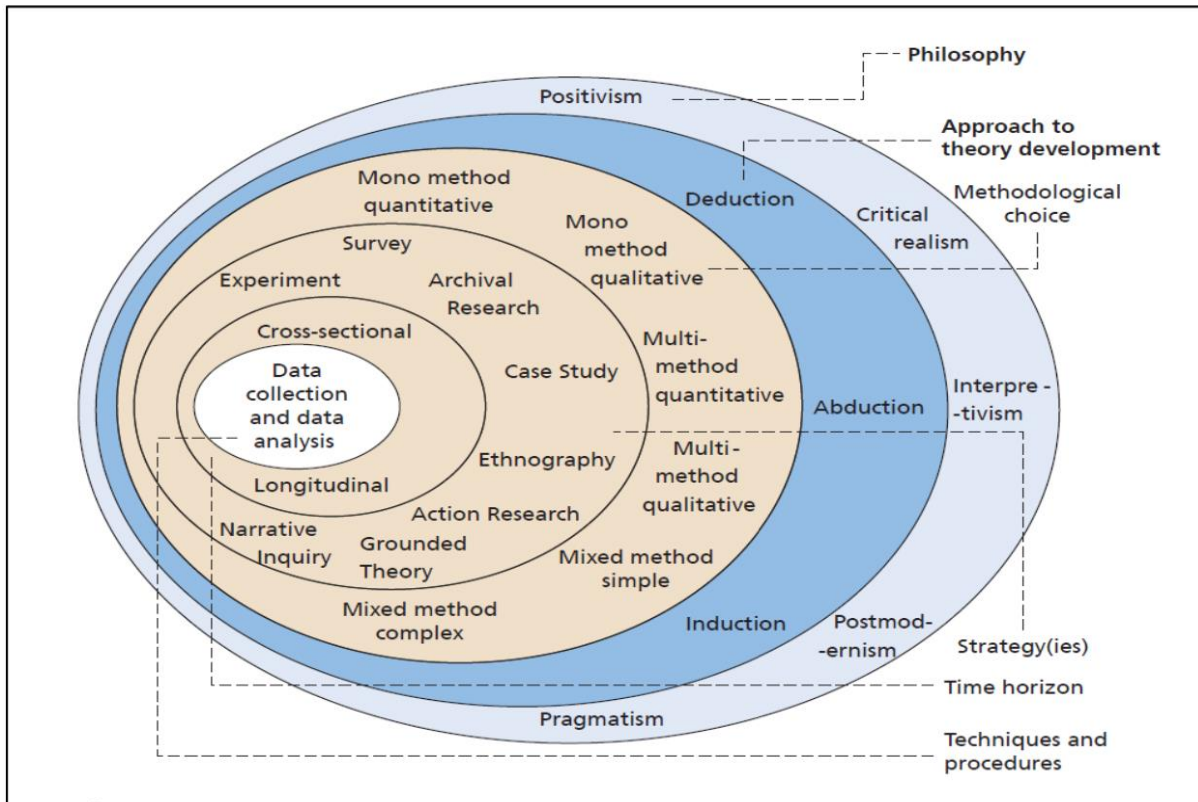 Philosophy
Positivism
Approach to
theory development
Deduction
Methodological
choice
Critical
realism
Mono method
quantitative
Mono
method
qualitative
Survey
Experiment
Archival
Research
Cross-sectional
Multi-
method
quantitative
Data
collection
and data
analysis
Case Study
Abduction
Interpre -
-tivism
Ethnography
Multi-
method
qualitative
Longitudinal
Action Research
Narrative
Inquiry
Grounded
Theory
Mixed method
simple
Mixed method
complex
Induction
Postmod-
-ernism
Strategy(ies)
Time horizon
Pragmatism
Techniques and
procedures